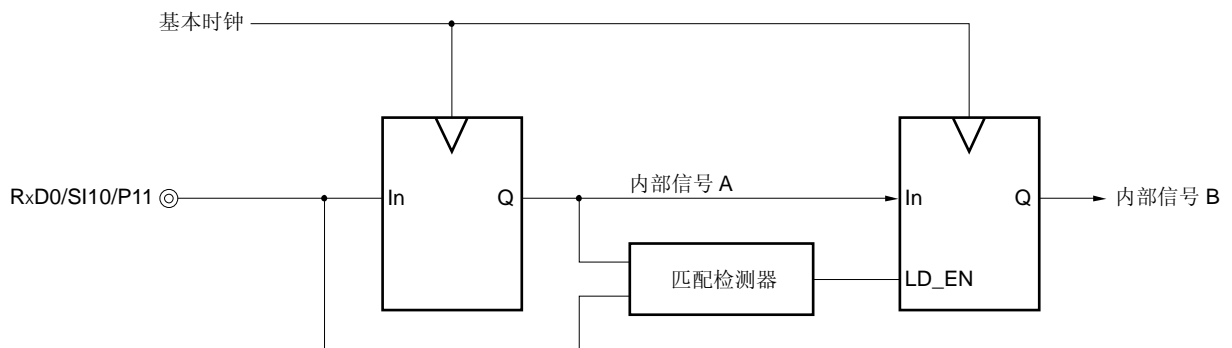 基本时钟
RxD0/SI10/P11
In
Q
内部信号 A
In
Q
内部信号 B
匹配检测器
LD_EN